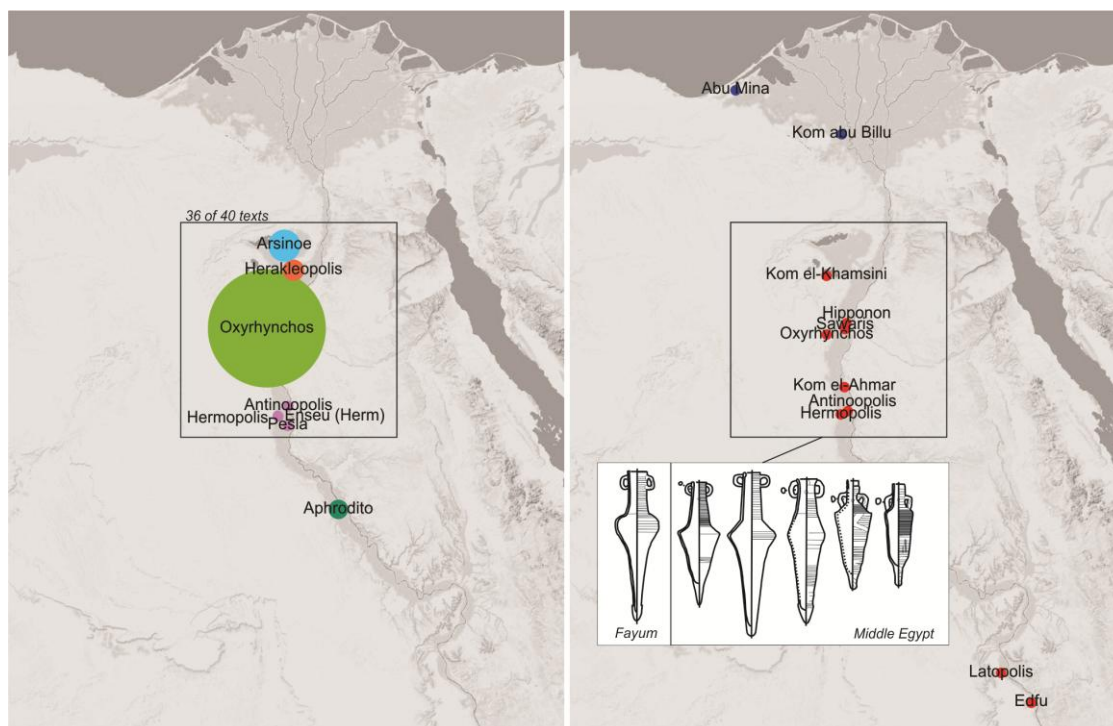 36 of 40 texts
Arsinoe
Herakleopolis
Oxyrhynchos
Antinoopolis
Hermopolis
Enseu (Herm)
Pesla
Aphrodito
Abu Mina
Kom abu Billu
Kom el-Khamsini
Hipponon
Sawaris
Oxyrhynchos
Kom el-Ahmar
Antinoopolis
Hermopolis
Fayum
Middle Egypt
Latopolis
Edfu